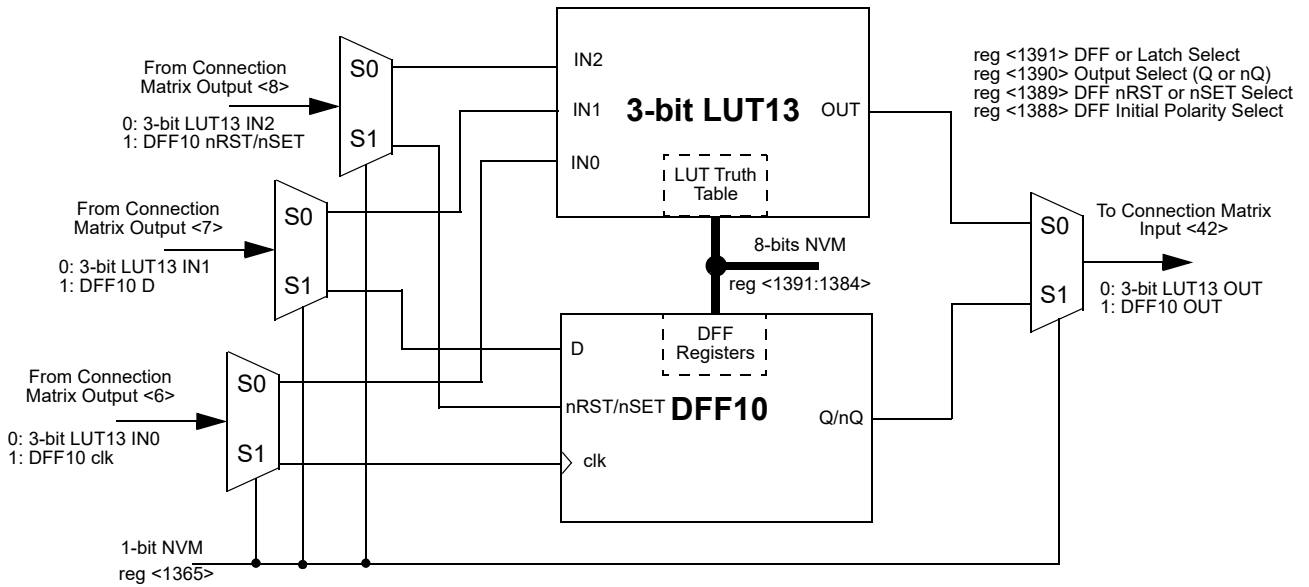 From Connection
Matrix Output <8>
0: 3-bit LUT13 IN2
1: DFF10 nRST/nSET
S0
S1
From Connection
Matrix Output <7>
0: 3-bit LUT13 IN1
1: DFF10 D
S0
S1
From Connection
Matrix Output <6>
0: 3-bit LUT13 IN0
1: DFF10 clk
S0
S1
1-bit NVM
reg <1365>
IN2
IN1
IN0
3-bit LUT13
OUT
LUT Truth
Table
8-bits NVM
reg <1391:1384>
DFF
Registers
D
nRST/nSET
DFF10
clk
Q/nQ
reg <1391> DFF or Latch Select
reg <1390> Output Select (Q or nQ)
reg <1389> DFF nRST or nSET Select
reg <1388> DFF Initial Polarity Select
S0
S1
To Connection Matrix
Input <42>
0: 3-bit LUT13 OUT
1: DFF10 OUT